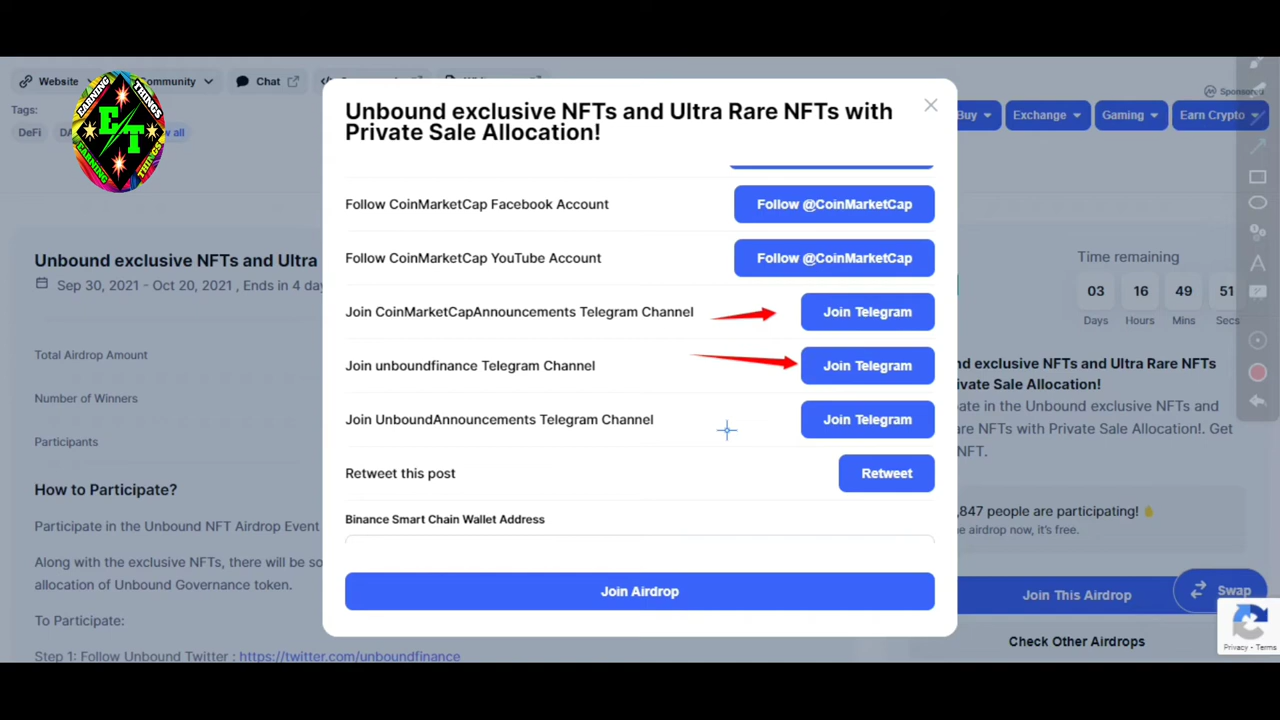 Website
Community
Chat
Tags:
DeFi
EARNING
THINGS
E T
EARNING
THINGS
all
Sponsored
Buy
Exchange
Gaming
Earn Crypto
Unbound exclusive NFTs and Ultra Rare NFTs with
Private Sale Allocation!
Follow CoinMarketCap Facebook Account
Follow @CoinMarketCap
Follow CoinMarketCap YouTube Account
Follow @CoinMarketCap
Join CoinMarketCapAnnouncements Telegram Channel
Join Telegram
Join unboundfinance Telegram Channel
Join Telegram
Join UnboundAnnouncements Telegram Channel
Join Telegram
Retweet this post
Retweet
Binance Smart Chain Wallet Address
Join Airdrop
Unbound exclusive NFTs and Ultra
Sep 30, 2021 - Oct 20, 2021 , Ends in 4 day
Total Airdrop Amount
Number of Winners
Participants
How to Participate?
Participate in the Unbound NFT Airdrop Event
Along with the exclusive NFTs, there will be so
allocation of Unbound Governance token.
To Participate:
Step 1: Follow Unbound Twitter : https://twitter.com/unboundfinance
Time remaining
03 16 49 51
Days Hours Mins Secs
nd exclusive NFTs and Ultra Rare NFTs
ivate Sale Allocation!
pate in the Unbound exclusive NFTs and
re NFTs with Private Sale Allocation!. Get
NFT.
,847 people are participating!
he airdrop now, it's free.
Join This Airdrop
Swap
Check Other Airdrops
Privacy - Terms